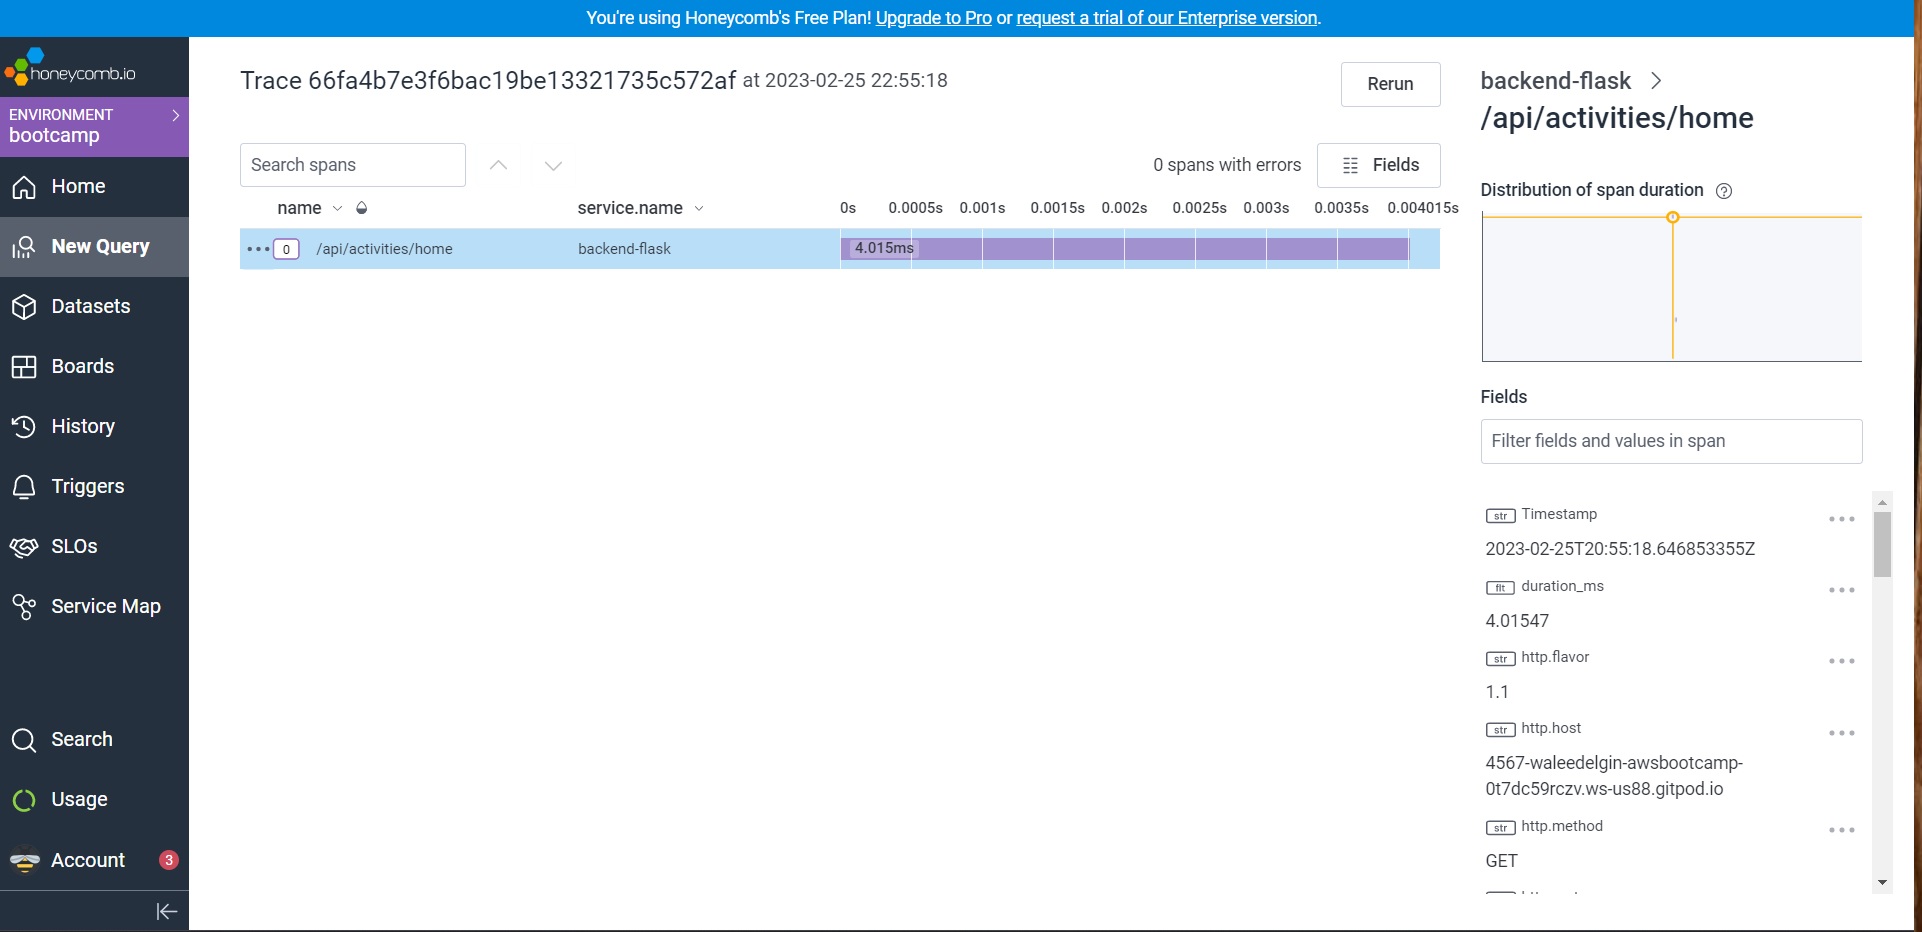 You're using Honeycomb's Free Plan! Upgrade to Pro or request a trial of our Enterprise version.
honeycomb.io
ENVIRONMENT
bootcamp
Home
New Query
Datasets
Boards
History
Triggers
SLOs
Service Map
Search
Usage
Account 3
Trace 66fa4b7e3f6bac19be13321735c572af at 2023-02-25 22:55:18
Rerun
Search spans
0 spans with errors
Fields
name service.name 0s 0.0005s 0.001s 0.0015s 0.002s 0.0025s 0.003s 0.0035s 0.004015s
0 /api/activities/home backend-flask 4.015ms
backend-flask
/api/activities/home
Distribution of span duration
Fields
Filter fields and values in span
str Timestamp
2023-02-25T20:55:18.646853355Z
flt duration_ms
4.01547
str http.flavor
1.1
str http.host
4567-waleedelgin-awsbootcamp-
0t7dc59rczv.ws-us88.gitpod.io
str http.method
GET